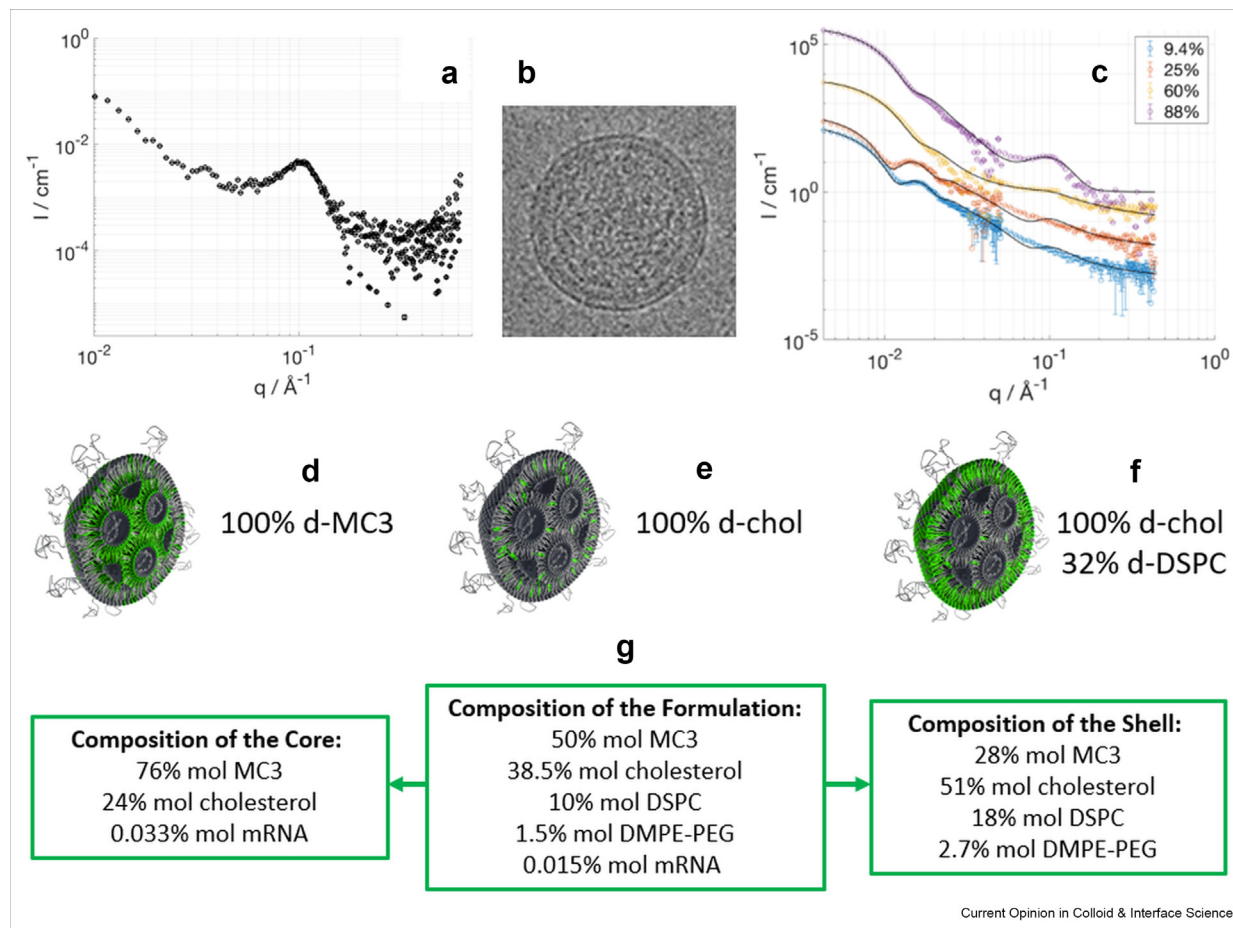 a
10⁰
10⁻²
10⁻⁴
I / cm⁻¹
10⁻²
10⁻¹
q / Å⁻¹
b
c
9.4%
25%
60%
88%
10⁵
10⁰
10⁻⁵
I / cm⁻¹
10⁻²
10⁻¹
10⁰
q / Å⁻¹
d
100% d-MC3
e
100% d-chol
f
100% d-chol
32% d-DSPC
g
Composition of the Core:
76% mol MC3
24% mol cholesterol
0.033% mol mRNA
Composition of the Formulation:
50% mol MC3
38.5% mol cholesterol
10% mol DSPC
1.5% mol DMPE-PEG
0.015% mol mRNA
Composition of the Shell:
28% mol MC3
51% mol cholesterol
18% mol DSPC
2.7% mol DMPE-PEG
Current Opinion in Colloid & Interface Science